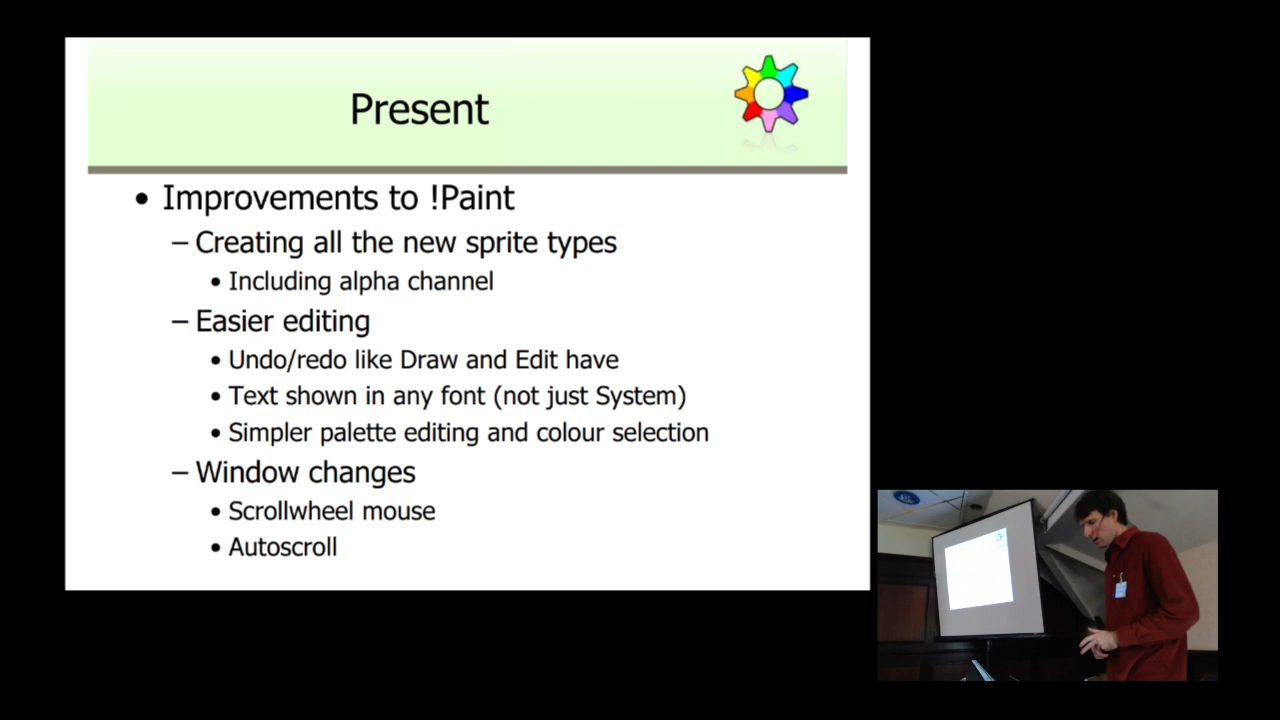 Present
• Improvements to !Paint
– Creating all the new sprite types
• Including alpha channel
– Easier editing
• Undo/redo like Draw and Edit have
• Text shown in any font (not just System)
• Simpler palette editing and colour selection
– Window changes
• Scrollwheel mouse
• Autoscroll